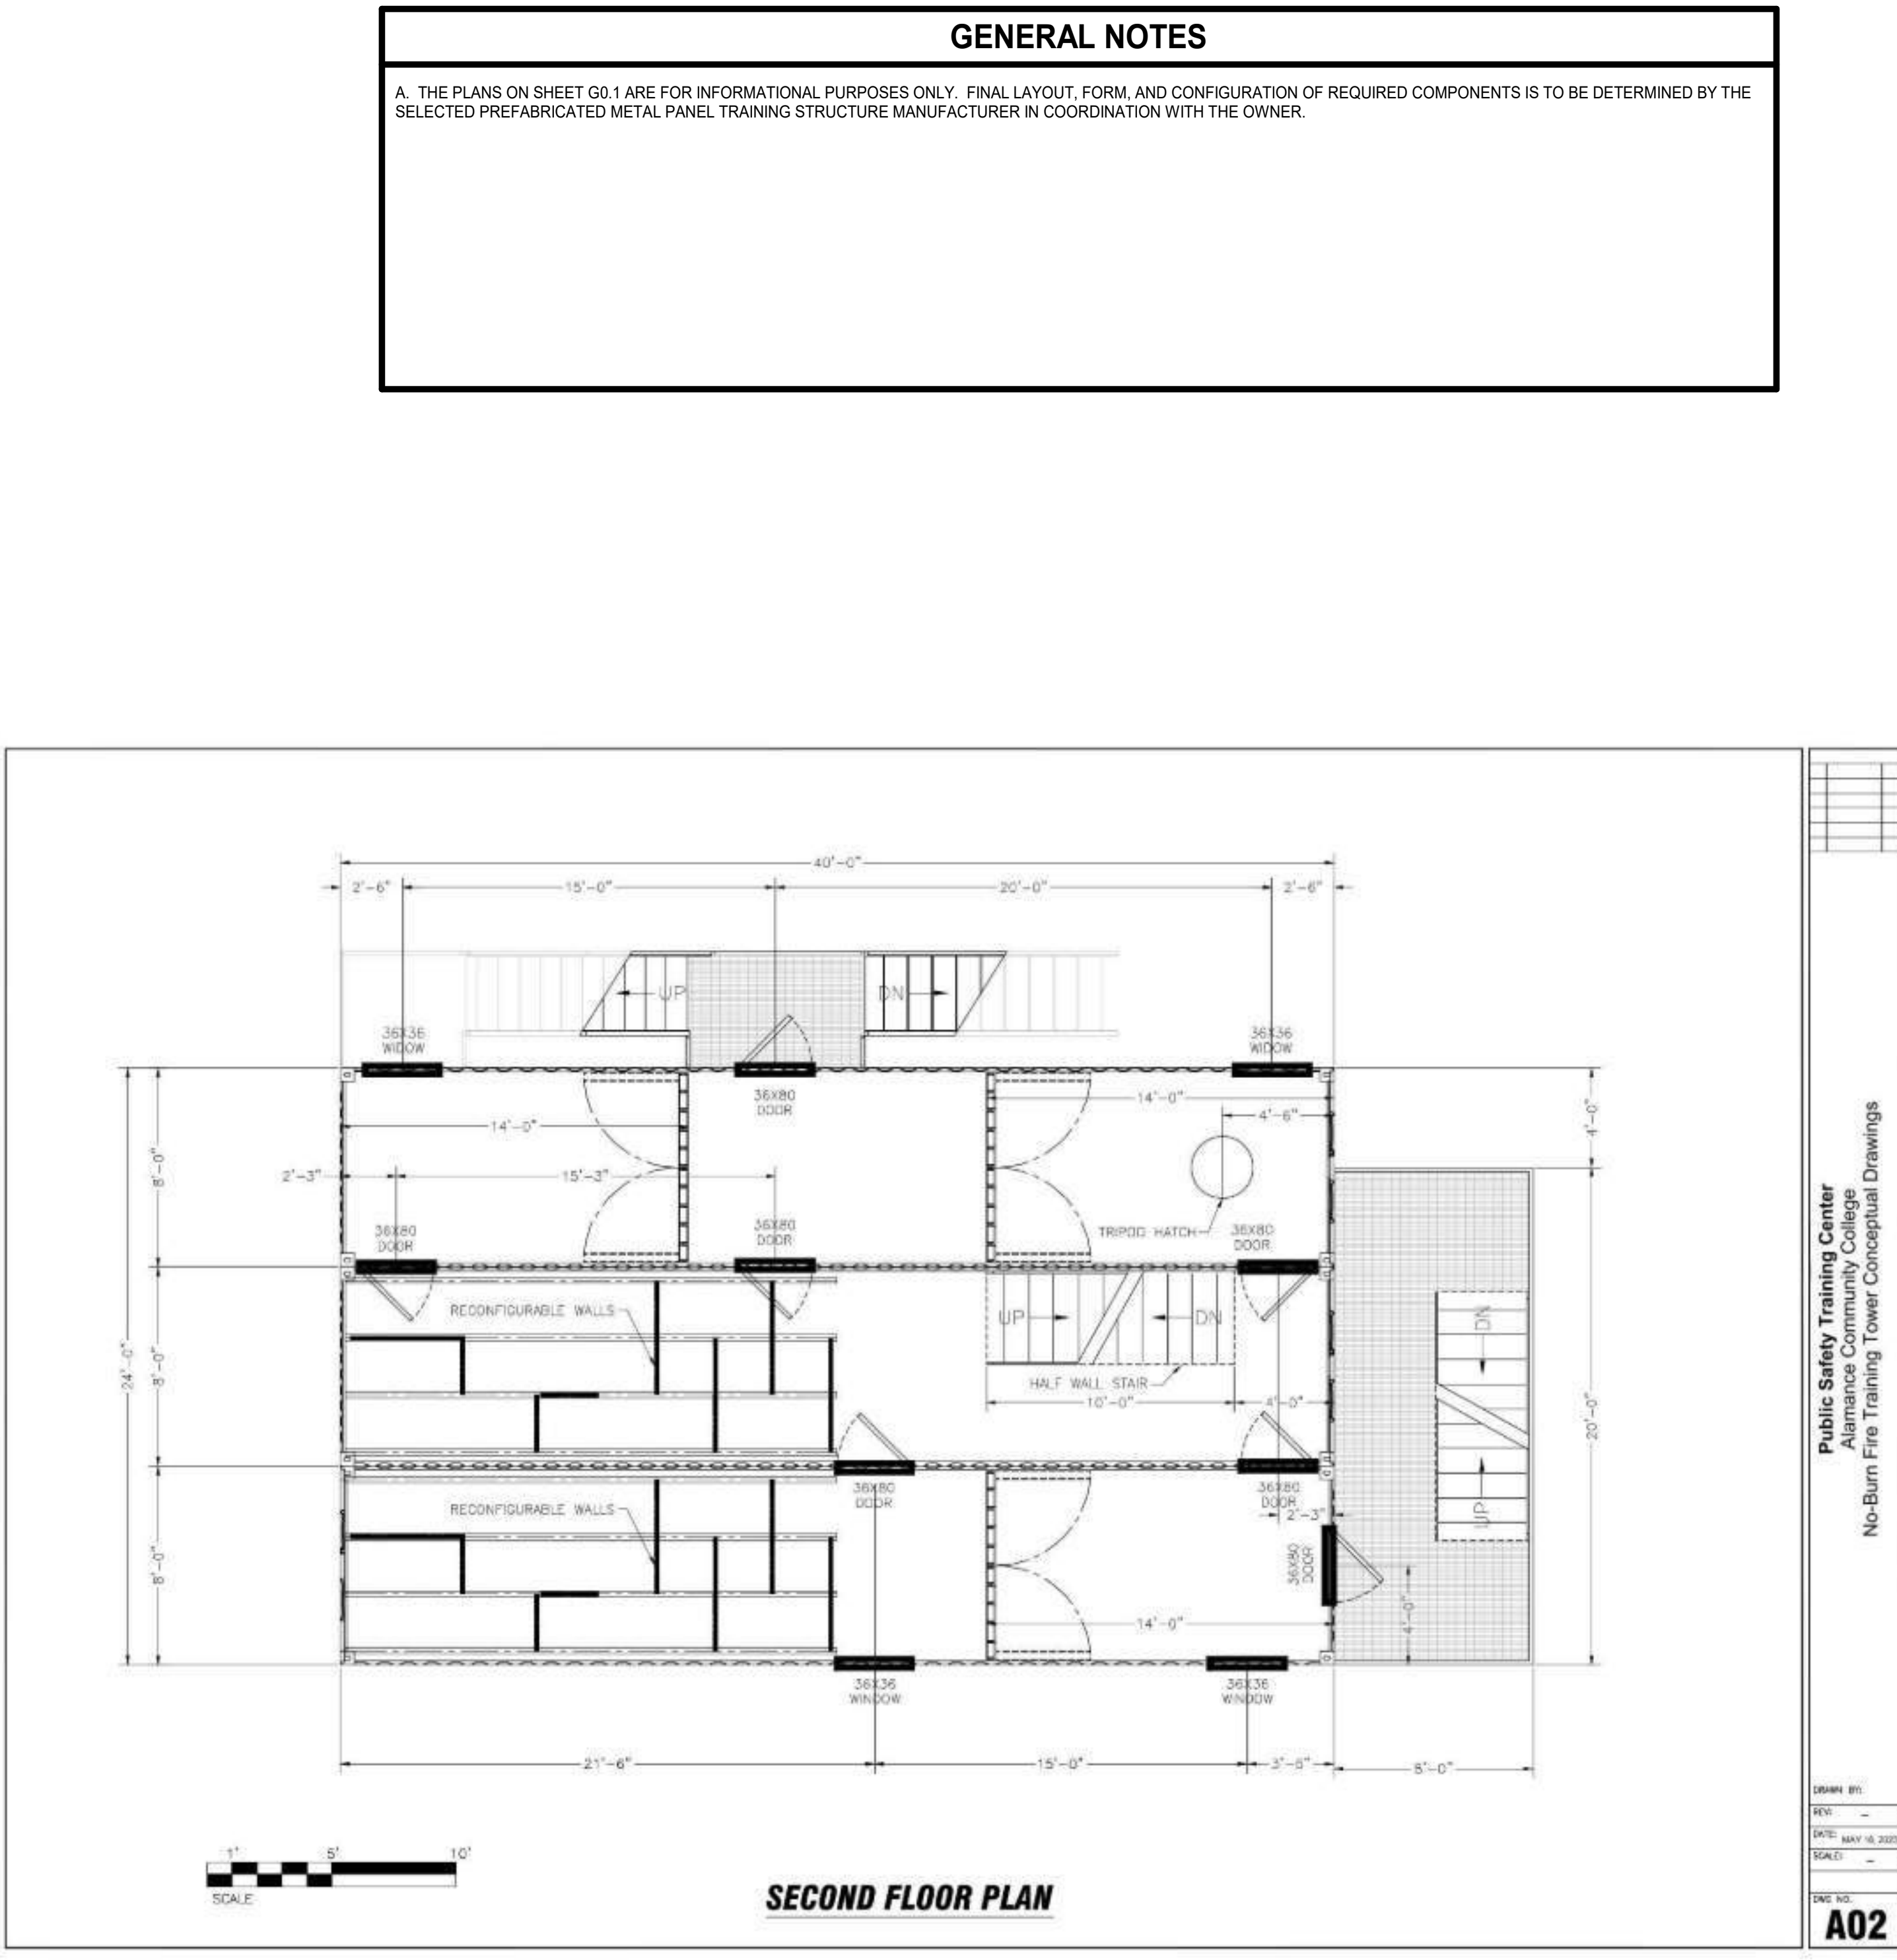 GENERAL NOTES
A. THE PLANS ON SHEET G0.1 ARE FOR INFORMATIONAL PURPOSES ONLY. FINAL LAYOUT, FORM, AND CONFIGURATION OF REQUIRED COMPONENTS IS TO BE DETERMINED BY THE
SELECTED PREFABRICATED METAL PANEL TRAINING STRUCTURE MANUFACTURER IN COORDINATION WITH THE OWNER.
40'-0"
2'-6"
15'-0"
20'-0"
2'-6"
UP
DN
36X36
WIDOW
36X36
WIDOW
36X80
DOOR
14'-0"
4'-6"
14'-0"
4'-0"
8'-0"
2'-3"
15'-3"
36X80
DOOR
36X80
DOOR
TRIPOD HATCH
36X80
DOOR
RECONFIGURABLE WALLS
UP
DN
DN
HALF WALL STAIR
10'-0"
4'-0"
24'-0"
8'-0"
20'-0"
RECONFIGURABLE WALLS
36X80
DOOR
36X80
DOOR
2'-3"
UP
36X80
DOOR
8'-0"
14'-0"
4'-0"
36X36
WINDOW
36X36
WINDOW
21'-6"
15'-0"
1'
5'
10'
SCALE
SECOND FLOOR PLAN
Public Safety Training Center
Alamance Community College
No-Burn Fire Training Tower Conceptual Drawings
DRAWN BY:
REV: –
DATE: MAY 18, 2023
SCALE: –
DWG NO.
A02